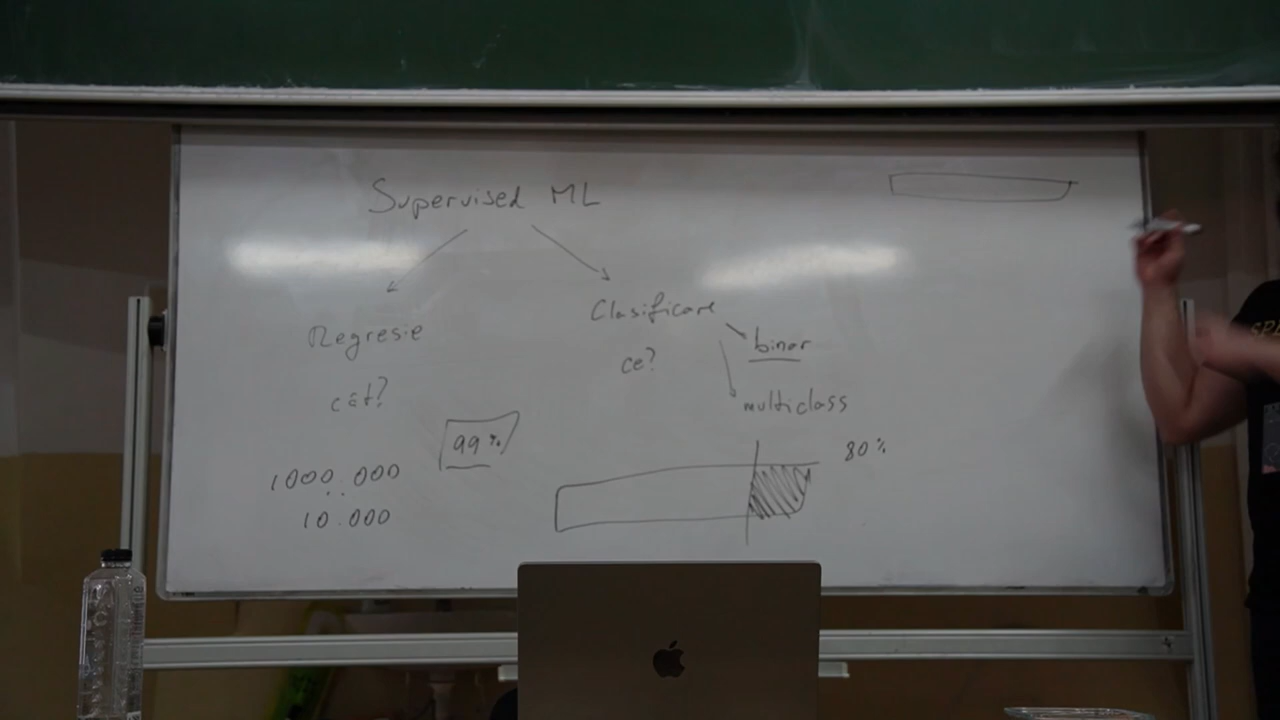 Supervised ML
Regresie
cât?
1000.000
10.000
99%
Clasificare
ce?
binar
multiclass
80%